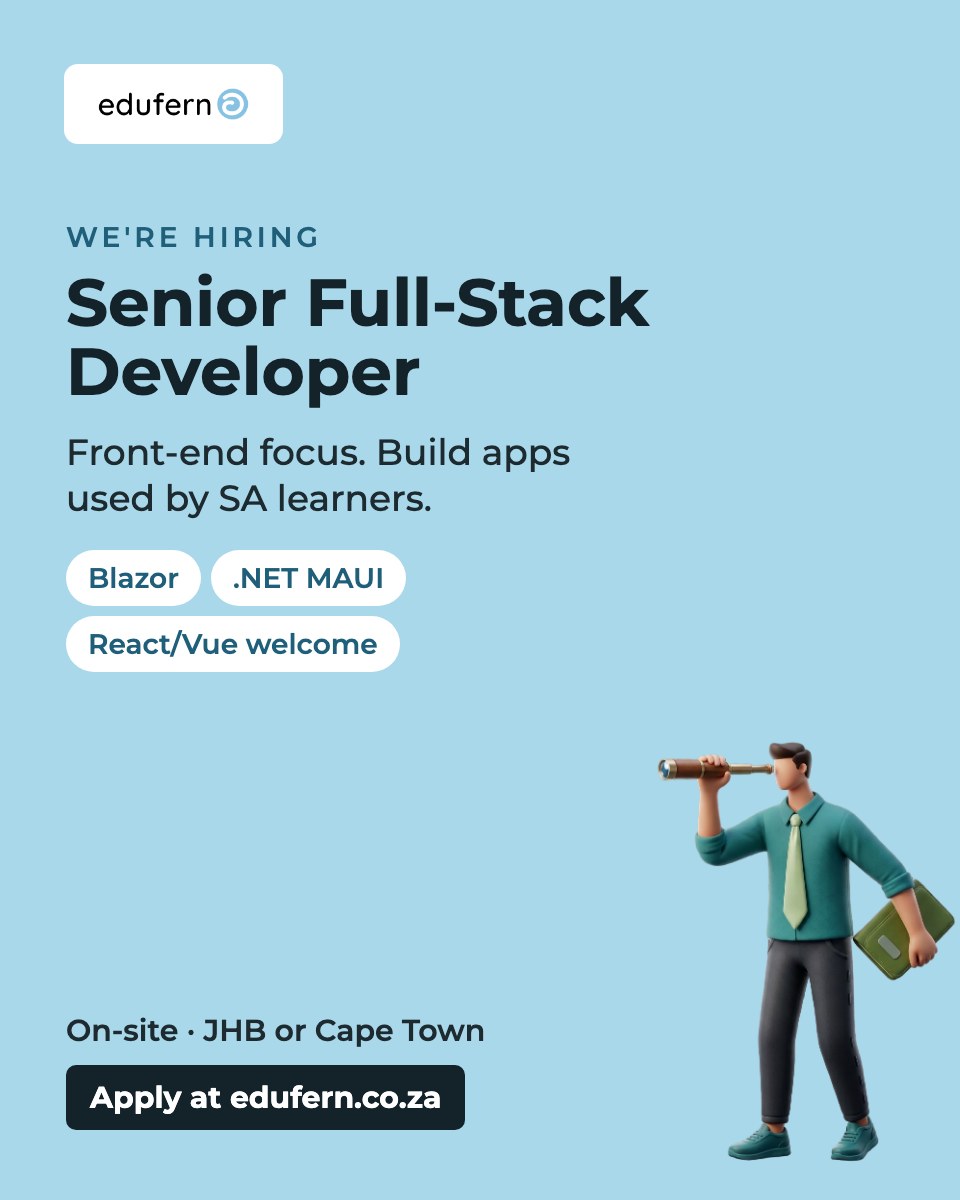 edufern
WE'RE HIRING
Senior Full-Stack
Developer
Front-end focus. Build apps
used by SA learners.
Blazor
.NET MAUI
React/Vue welcome
On-site · JHB or Cape Town
Apply at edufern.co.za